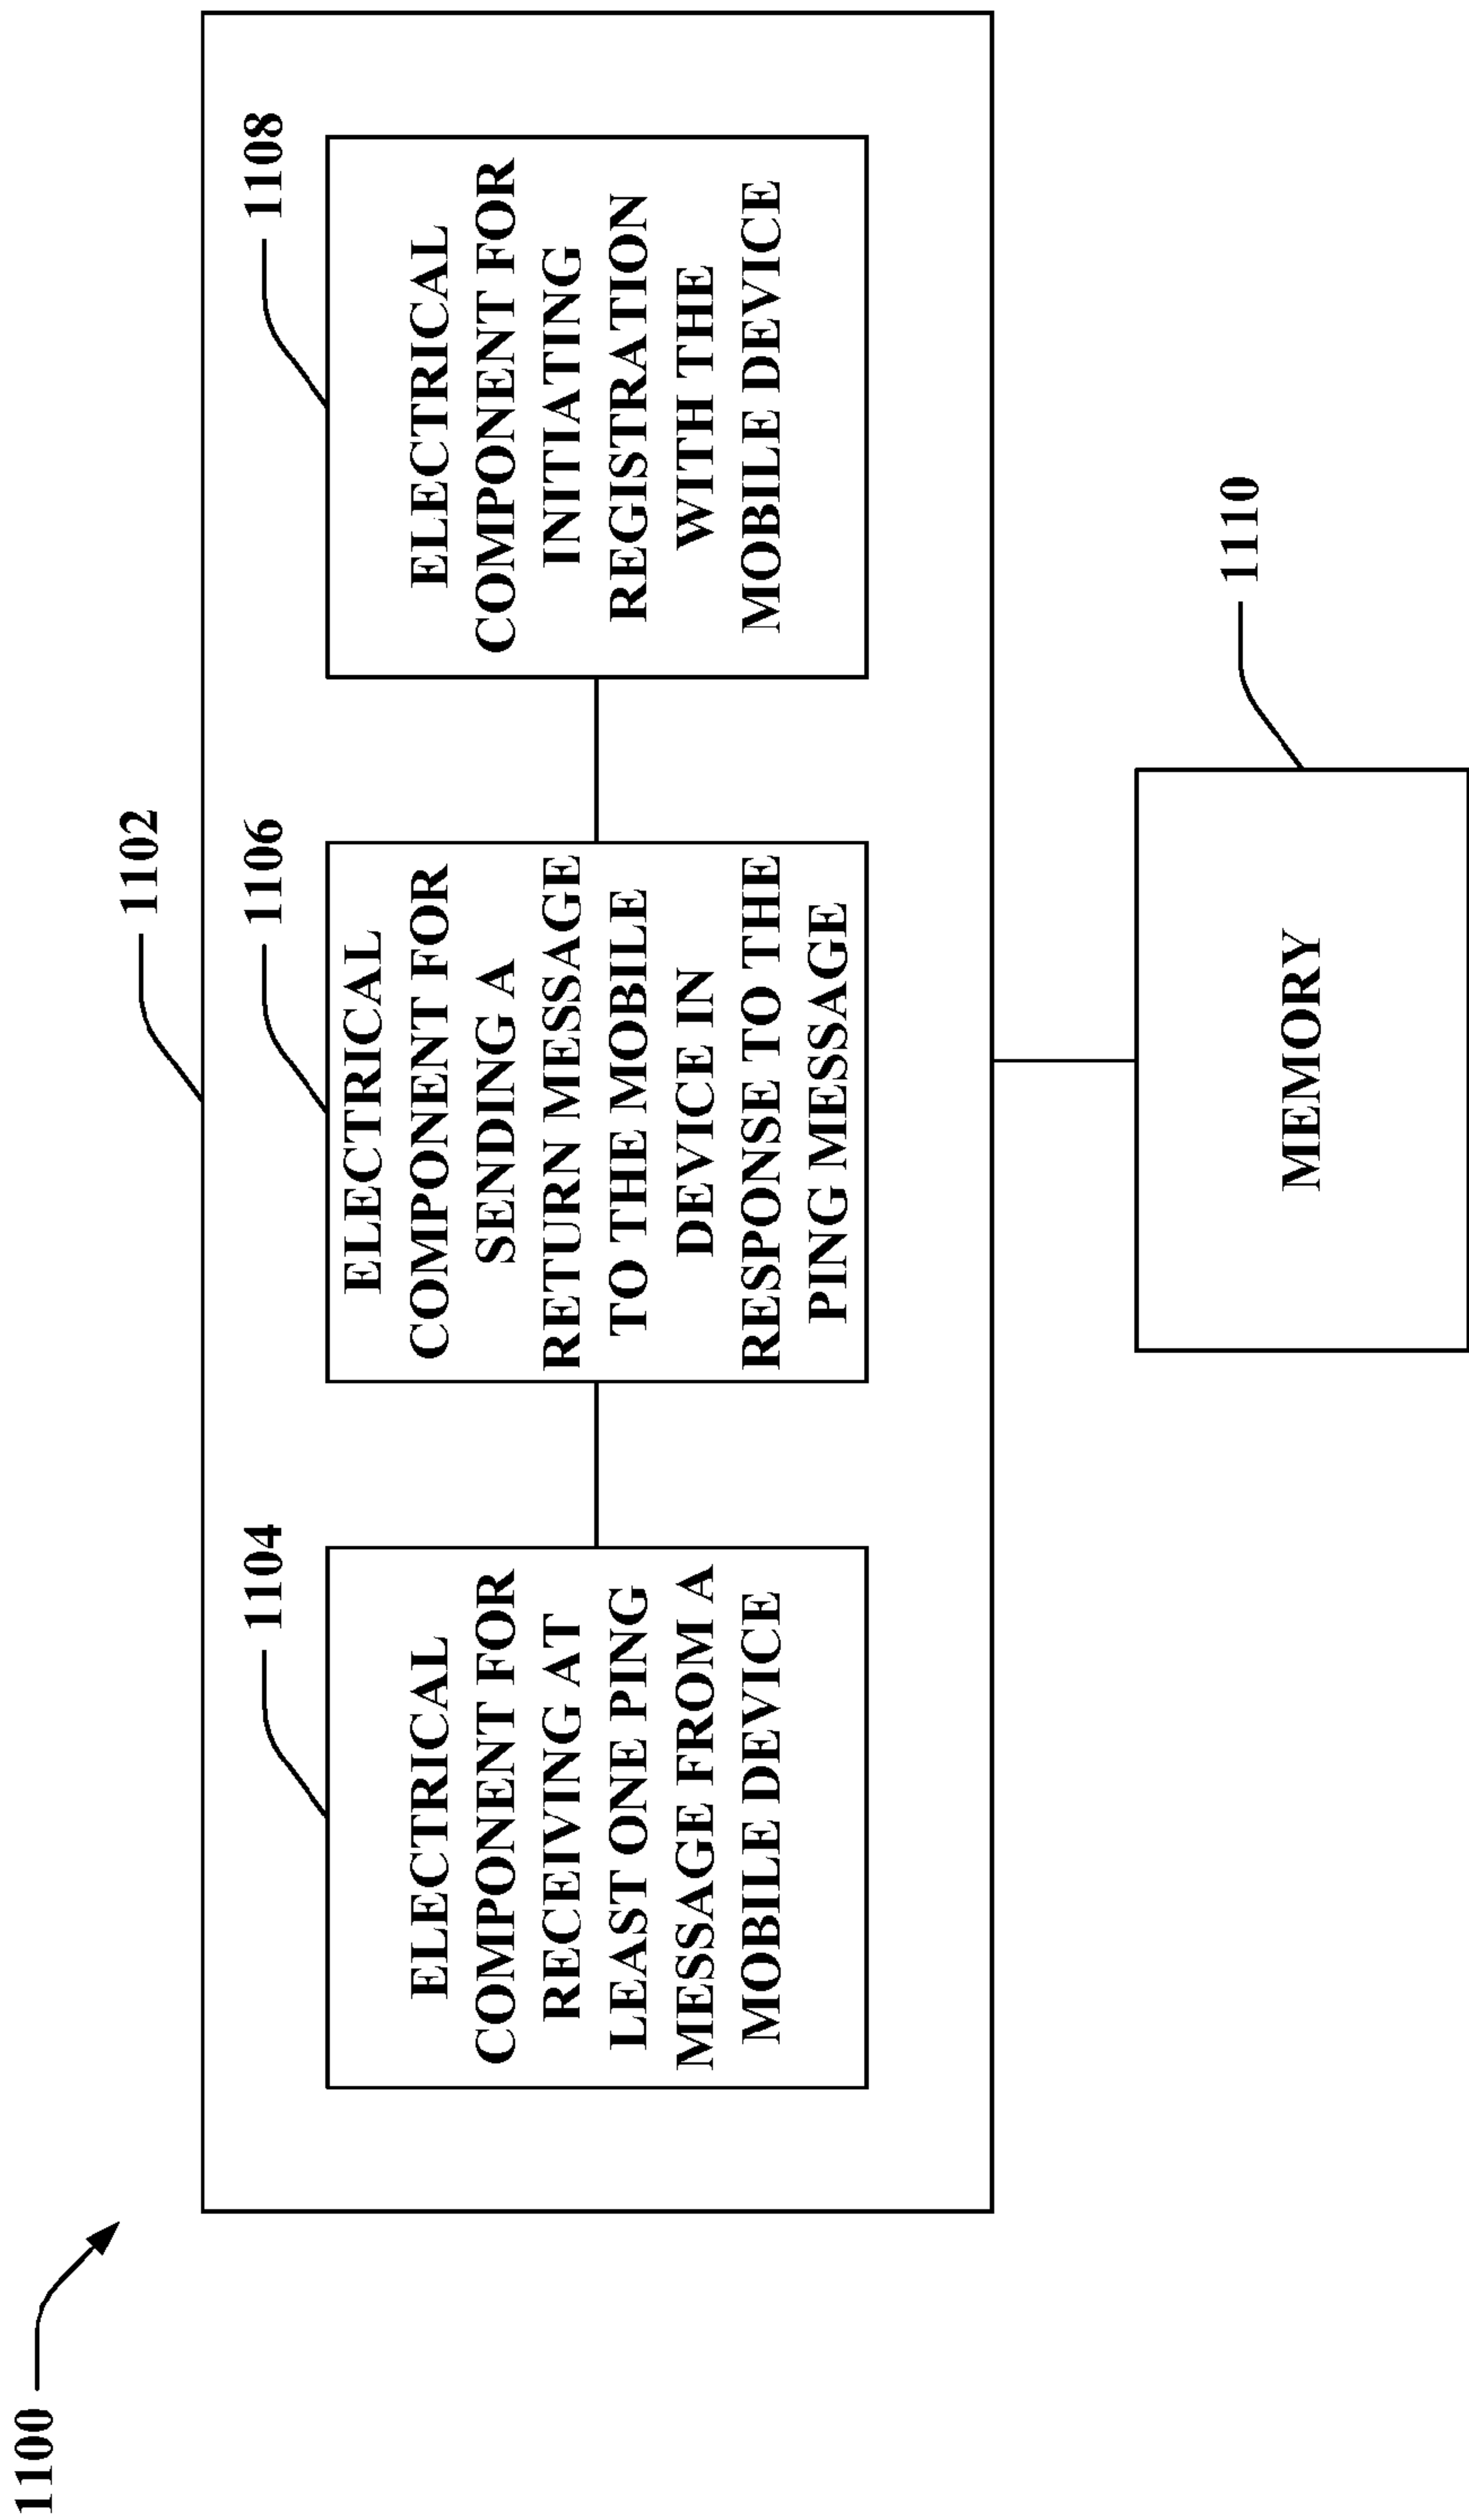 1100
1102
1104
ELECTRICAL
COMPONENT FOR
RECEIVING AT
LEAST ONE PING
MESSAGE FROM A
MOBILE DEVICE
1106
ELECTRICAL
COMPONENT FOR
SENDING A
RETURN MESSAGE
TO THE MOBILE
DEVICE IN
RESPONSE TO THE
PING MESSAGE
1108
ELECTRICAL
COMPONENT FOR
INITIATING
REGISTRATION
WITH THE
MOBILE DEVICE
1110
MEMORY